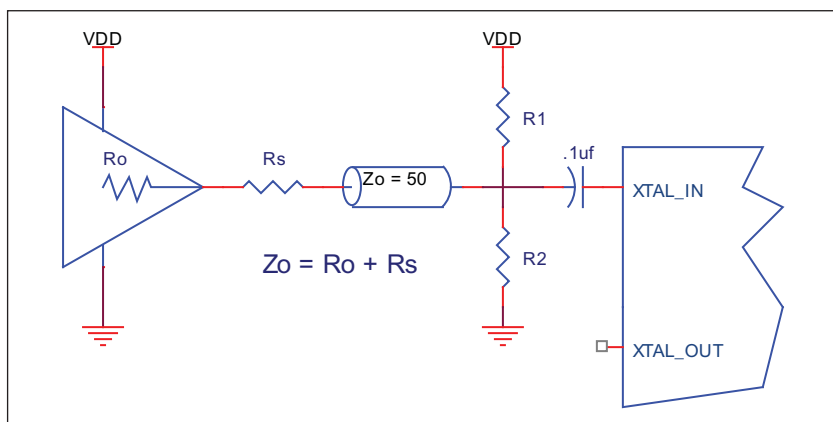 VDD
VDD
R1
Ro
Rs
Zo = 50
.1uf
XTAL_IN
R2
Zo = Ro + Rs
XTAL_OUT